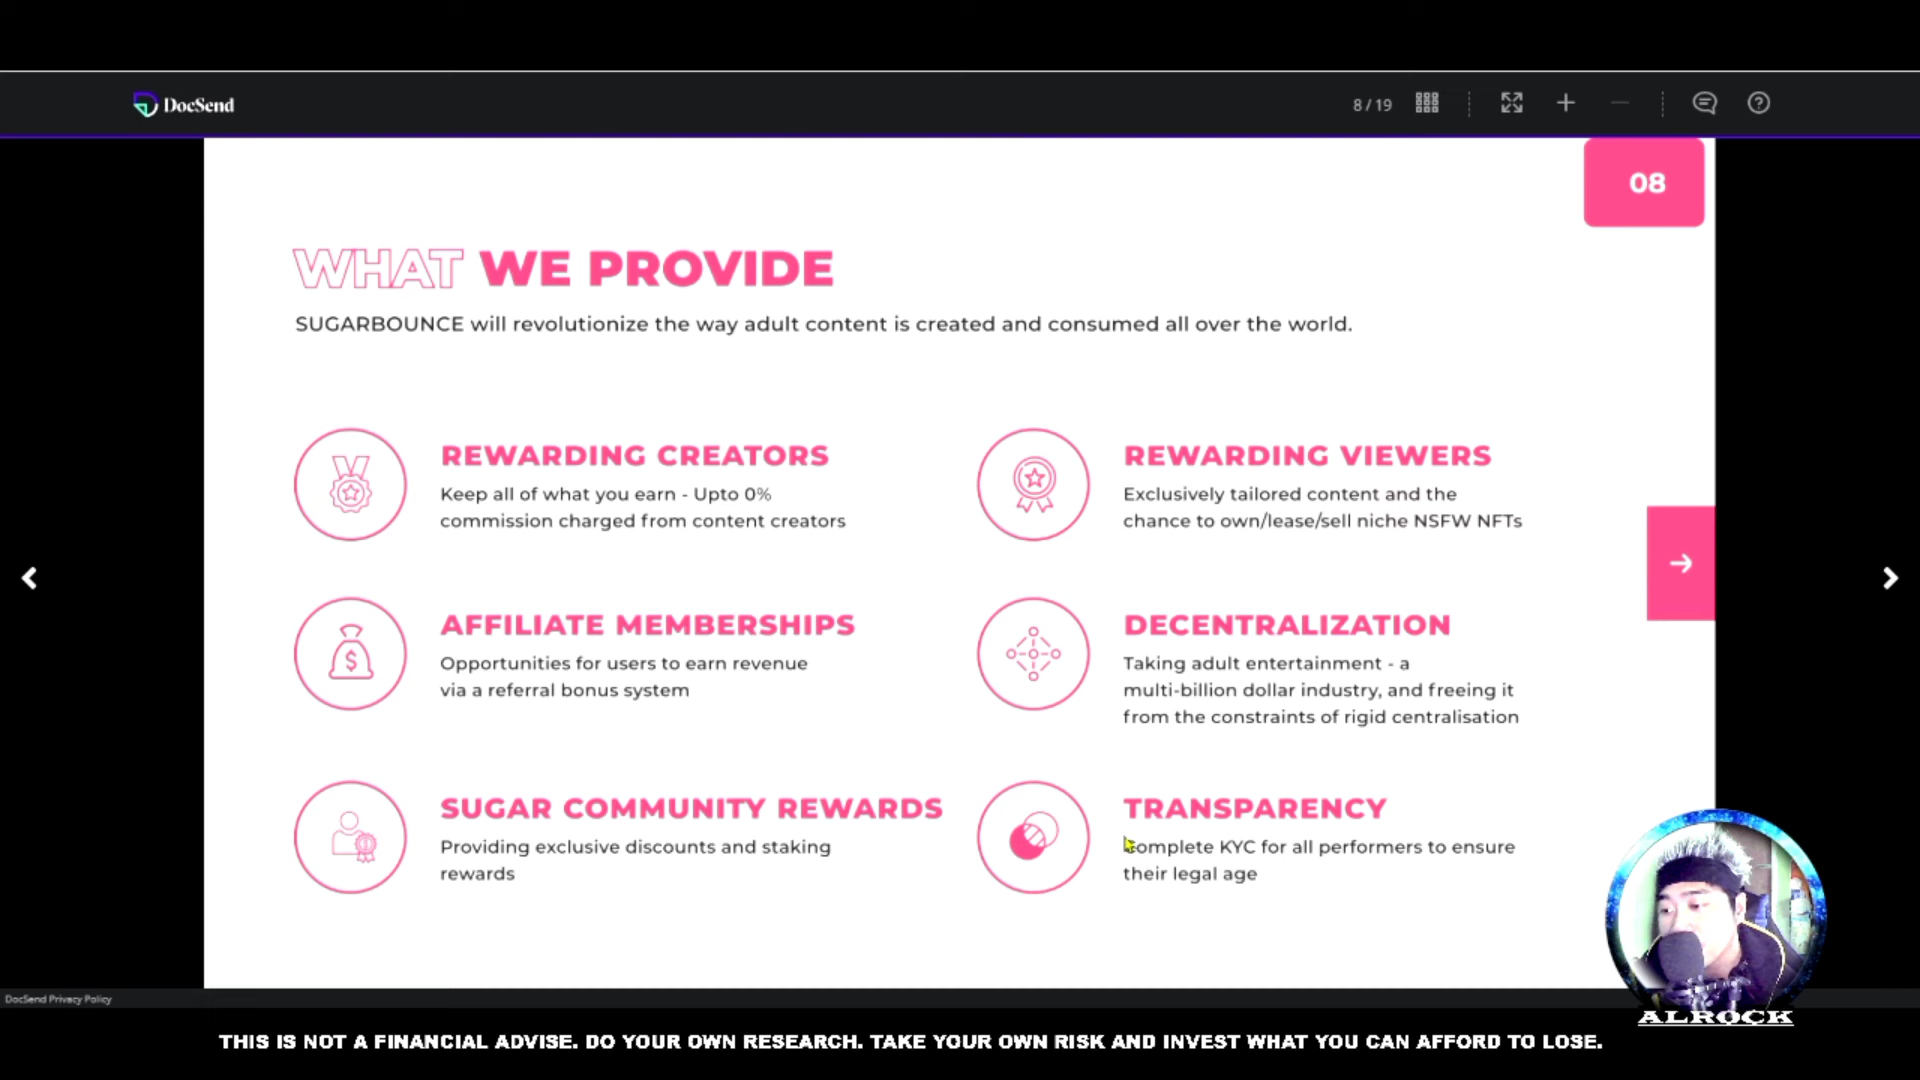 DocSend
8 / 19
08
WHAT WE PROVIDE
SUGARBOUNCE will revolutionize the way adult content is created and consumed all over the world.
REWARDING CREATORS
Keep all of what you earn - Upto 0%
commission charged from content creators
REWARDING VIEWERS
Exclusively tailored content and the
chance to own/lease/sell niche NSFW NFTs
AFFILIATE MEMBERSHIPS
Opportunities for users to earn revenue
via a referral bonus system
DECENTRALIZATION
Taking adult entertainment - a
multi-billion dollar industry, and freeing it
from the constraints of rigid centralisation
SUGAR COMMUNITY REWARDS
Providing exclusive discounts and staking
rewards
TRANSPARENCY
Complete KYC for all performers to ensure
their legal age
DocSend Privacy Policy
ALROCK
THIS IS NOT A FINANCIAL ADVISE. DO YOUR OWN RESEARCH. TAKE YOUR OWN RISK AND INVEST WHAT YOU CAN AFFORD TO LOSE.